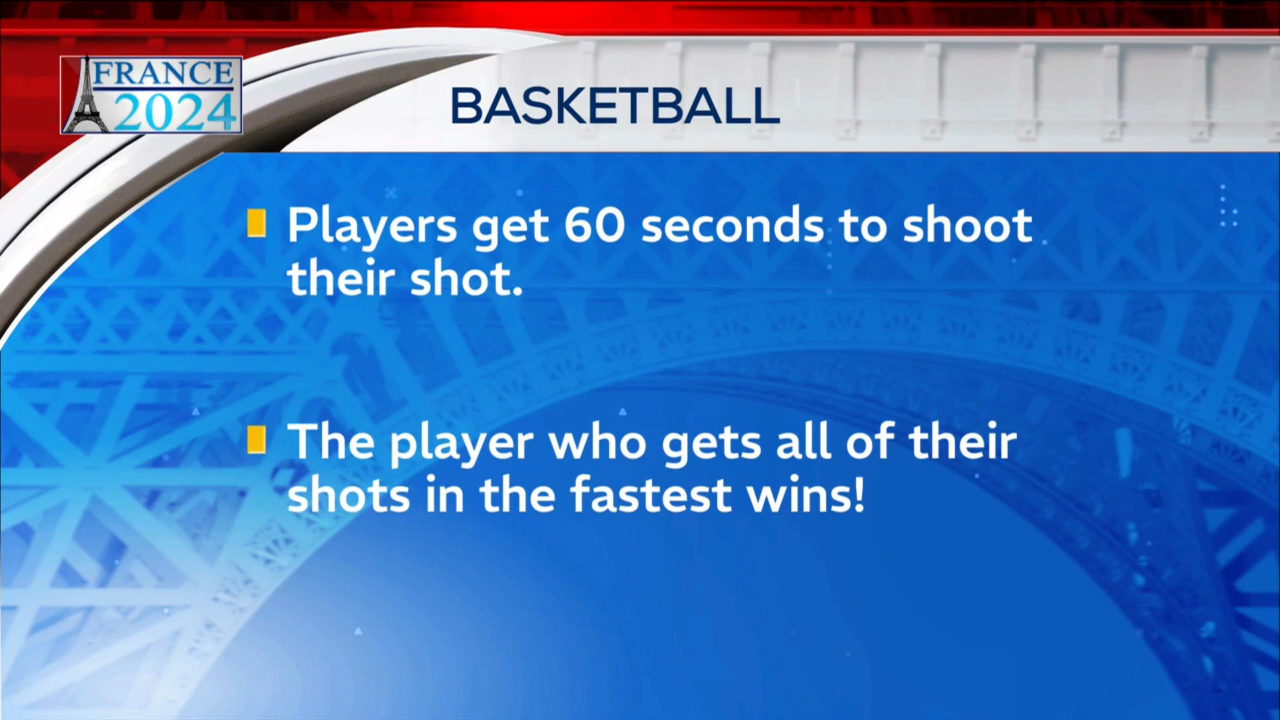 FRANCE
2024
BASKETBALL
Players get 60 seconds to shoot
their shot.
The player who gets all of their
shots in the fastest wins!